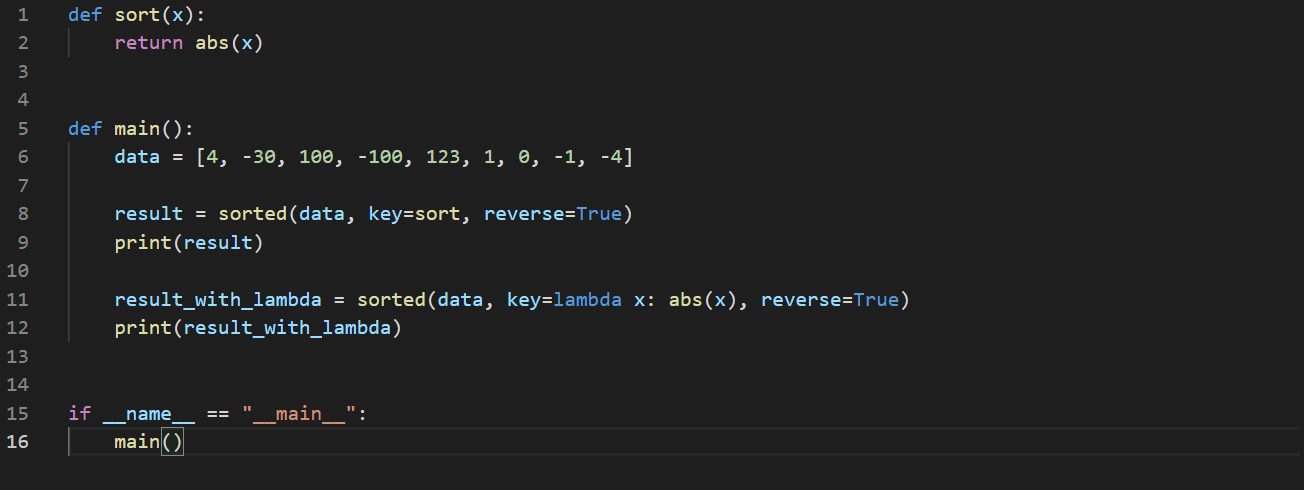 1 def sort(x):
2     return abs(x)
3
4
5 def main():
6     data = [4, -30, 100, -100, 123, 1, 0, -1, -4]
7
8     result = sorted(data, key=sort, reverse=True)
9     print(result)
10
11     result_with_lambda = sorted(data, key=lambda x: abs(x), reverse=True)
12     print(result_with_lambda)
13
14
15 if __name__ == "__main__":
16     main()